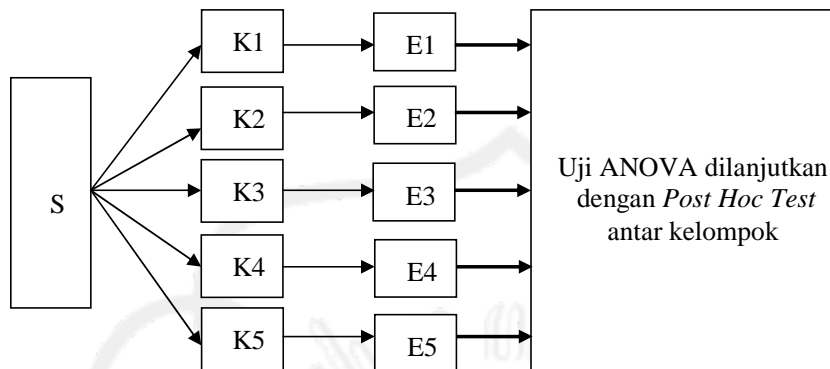 S
K1
E1
K2
E2
K3
E3
K4
E4
K5
E5
Uji ANOVA dilanjutkan
dengan Post Hoc Test
antar kelompok